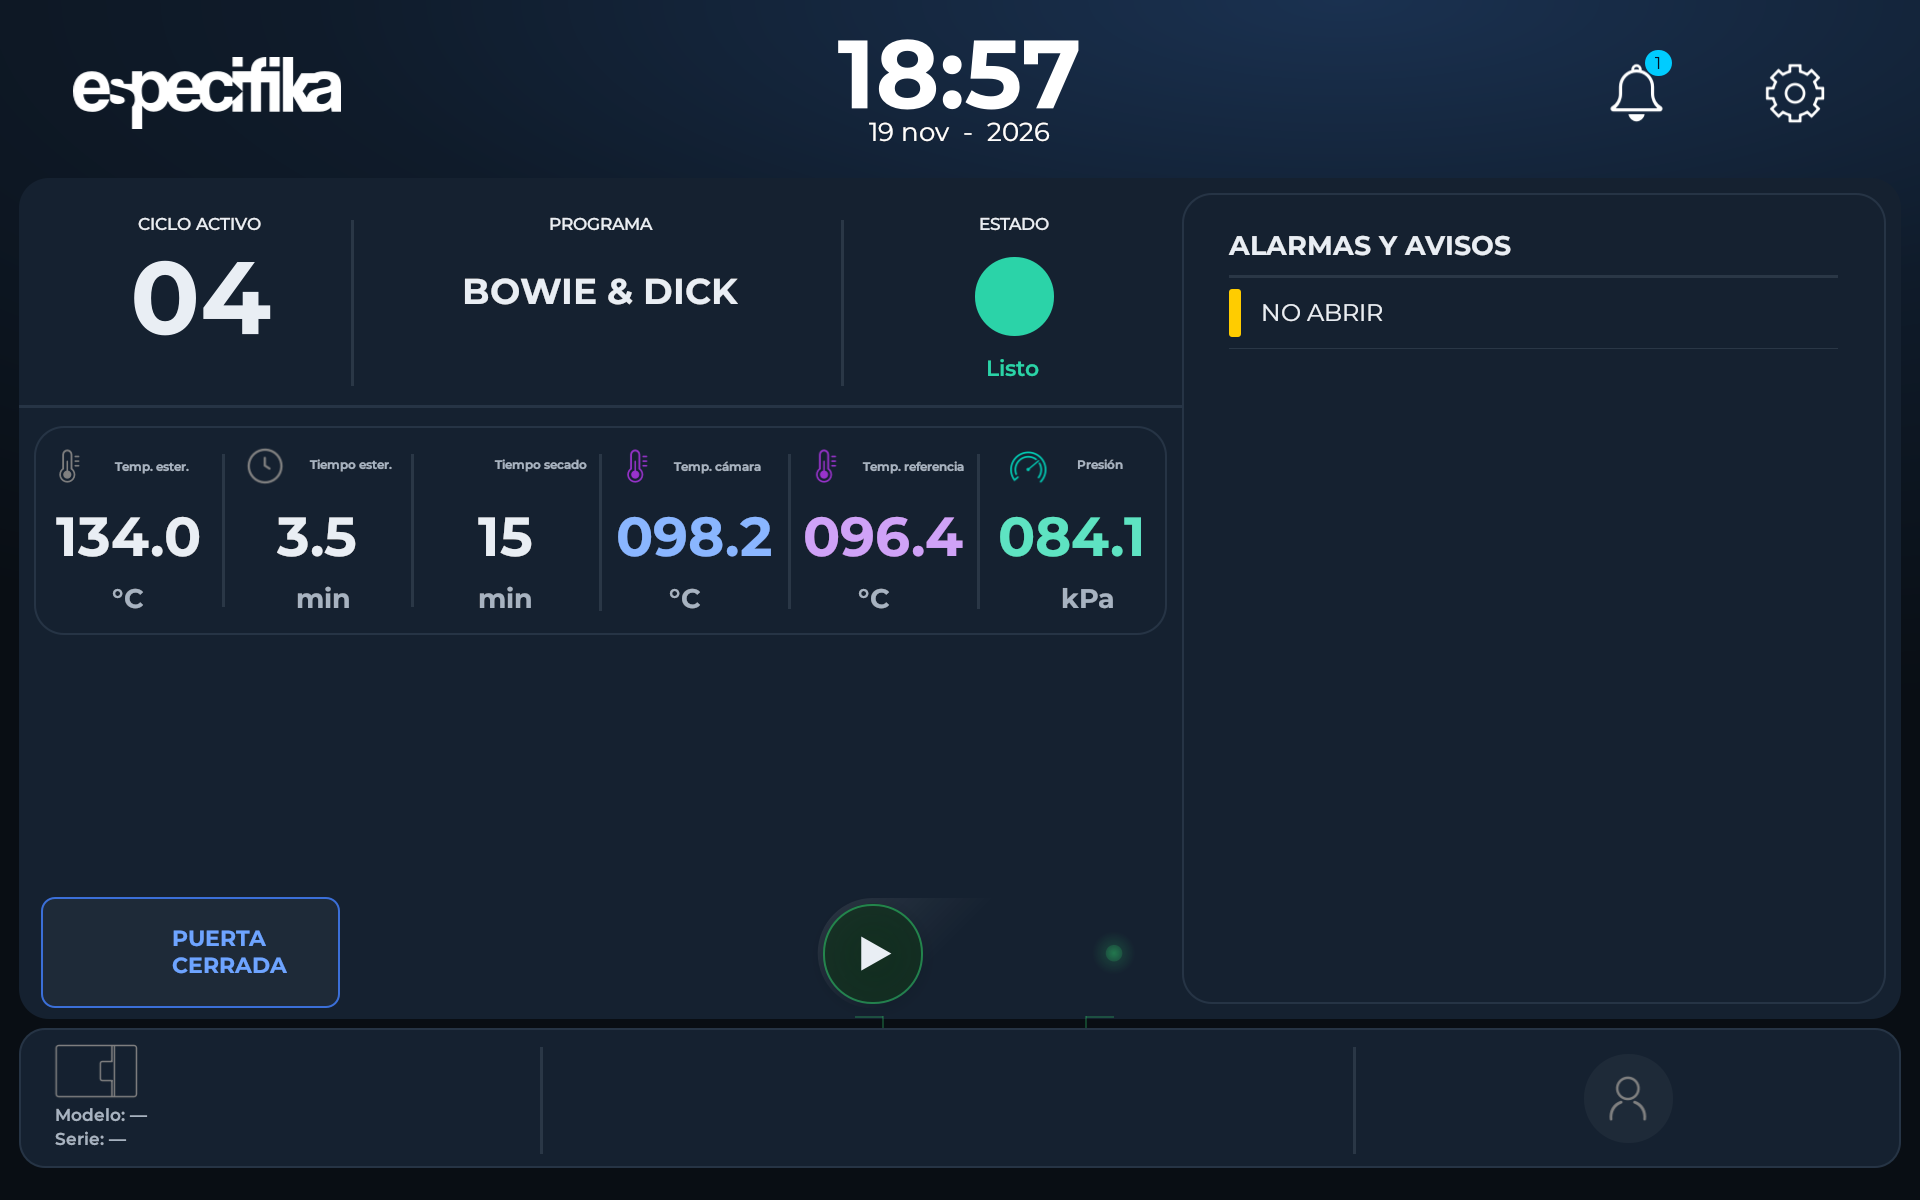 especifika
18:57
19 nov - 2026
1
CICLO ACTIVO
04
PROGRAMA
BOWIE & DICK
ESTADO
Listo
ALARMAS Y AVISOS
NO ABRIR
Temp. ester.
134.0
°C
Tiempo ester.
3.5
min
Tiempo secado
15
min
Temp. cámara
098.2
°C
Temp. referencia
096.4
°C
Presión
084.1
kPa
PUERTA
CERRADA
Modelo: —
Serie: —